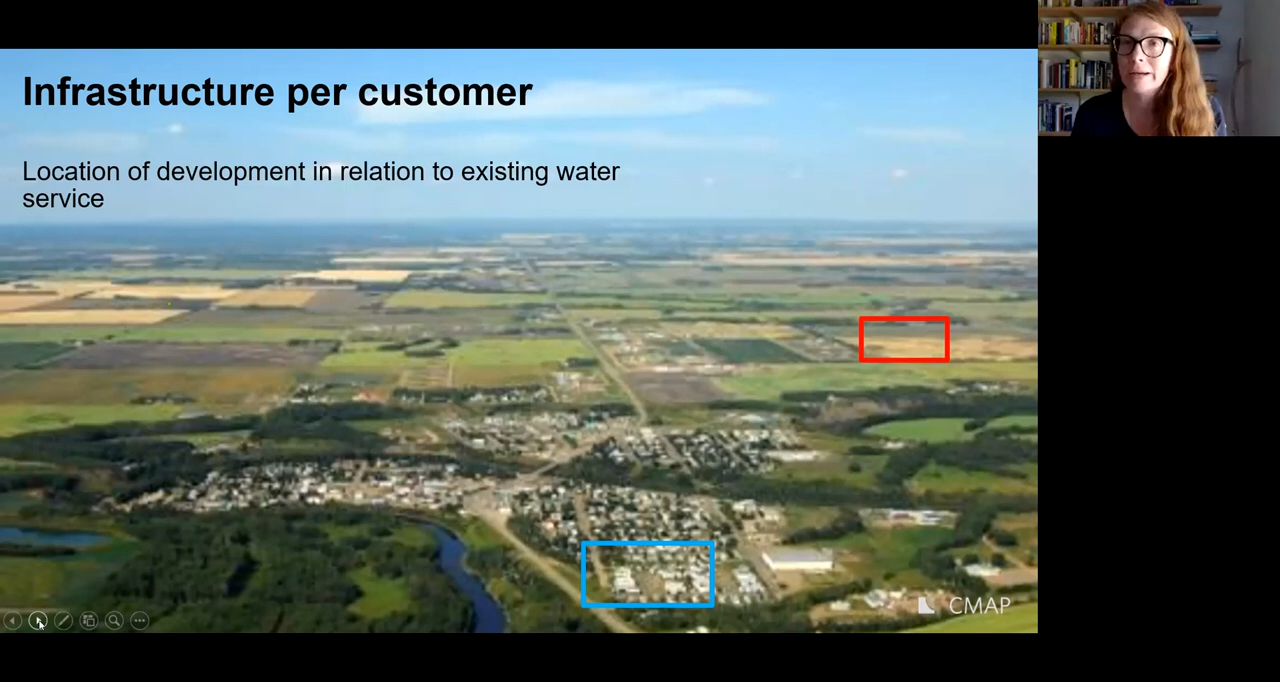 Infrastructure per customer
Location of development in relation to existing water
service
CMAP